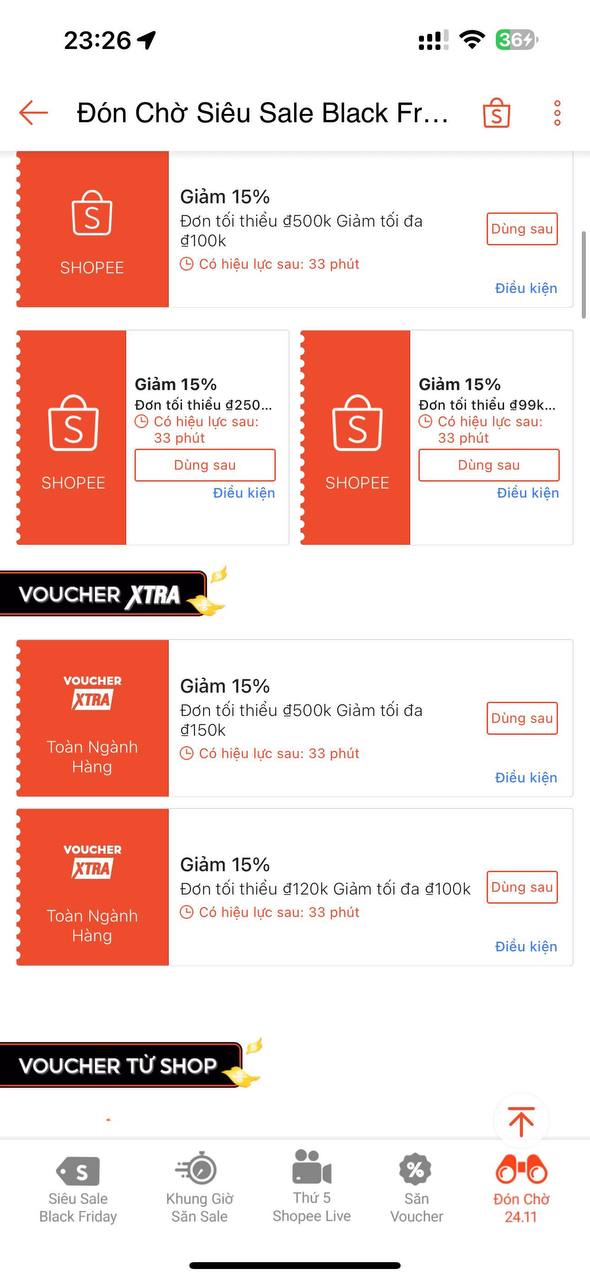 23:26
36
Đón Chờ Siêu Sale Black Fr...
S
S
SHOPEE
Giảm 15%
Đơn tối thiểu ₫500k Giảm tối đa
₫100k
Có hiệu lực sau: 33 phút
Dùng sau
Điều kiện
S
SHOPEE
Giảm 15%
Đơn tối thiểu ₫250...
Có hiệu lực sau:
33 phút
Dùng sau
Điều kiện
S
SHOPEE
Giảm 15%
Đơn tối thiểu ₫99k...
Có hiệu lực sau:
33 phút
Dùng sau
Điều kiện
VOUCHER XTRA
VOUCHER
XTRA
Toàn Ngành
Hàng
Giảm 15%
Đơn tối thiểu ₫500k Giảm tối đa
₫150k
Có hiệu lực sau: 33 phút
Dùng sau
Điều kiện
VOUCHER
XTRA
Toàn Ngành
Hàng
Giảm 15%
Đơn tối thiểu ₫120k Giảm tối đa ₫100k
Có hiệu lực sau: 33 phút
Dùng sau
Điều kiện
VOUCHER TỪ SHOP
S
Siêu Sale
Black Friday
Khung Giờ
Săn Sale
Thứ 5
Shopee Live
%
Săn
Voucher
Đón Chờ
24.11